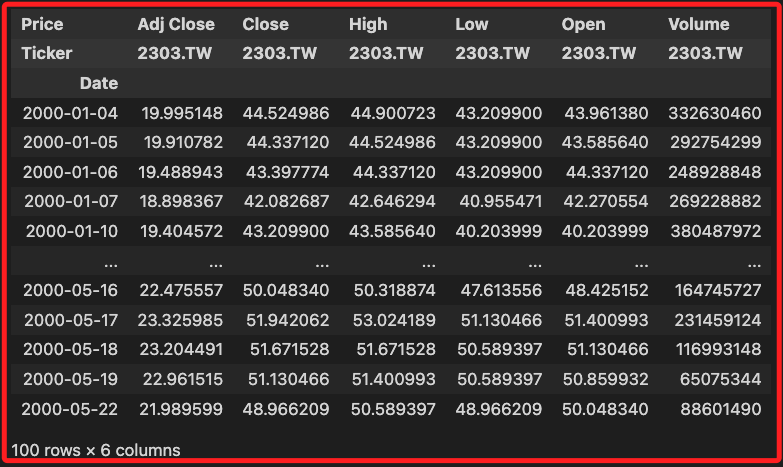 Price Adj Close Close High Low Open Volume
Ticker 2303.TW 2303.TW 2303.TW 2303.TW 2303.TW 2303.TW
Date
2000-01-04 19.995148 44.524986 44.900723 43.209900 43.961380 332630460
2000-01-05 19.910782 44.337120 44.524986 43.209900 43.585640 292754299
2000-01-06 19.488943 43.397774 44.337120 43.209900 44.337120 248928848
2000-01-07 18.898367 42.082687 42.646294 40.955471 42.270554 269228882
2000-01-10 19.404572 43.209900 43.585640 40.203999 40.203999 380487972
... ... ... ... ... ... ...
2000-05-16 22.475557 50.048340 50.318874 47.613556 48.425152 164745727
2000-05-17 23.325985 51.942062 53.024189 51.130466 51.400993 231459124
2000-05-18 23.204491 51.671528 51.671528 50.589397 51.130466 116993148
2000-05-19 22.961515 51.130466 51.400993 50.589397 50.859932 65075344
2000-05-22 21.989599 48.966209 50.589397 48.966209 50.048340 88601490
100 rows × 6 columns